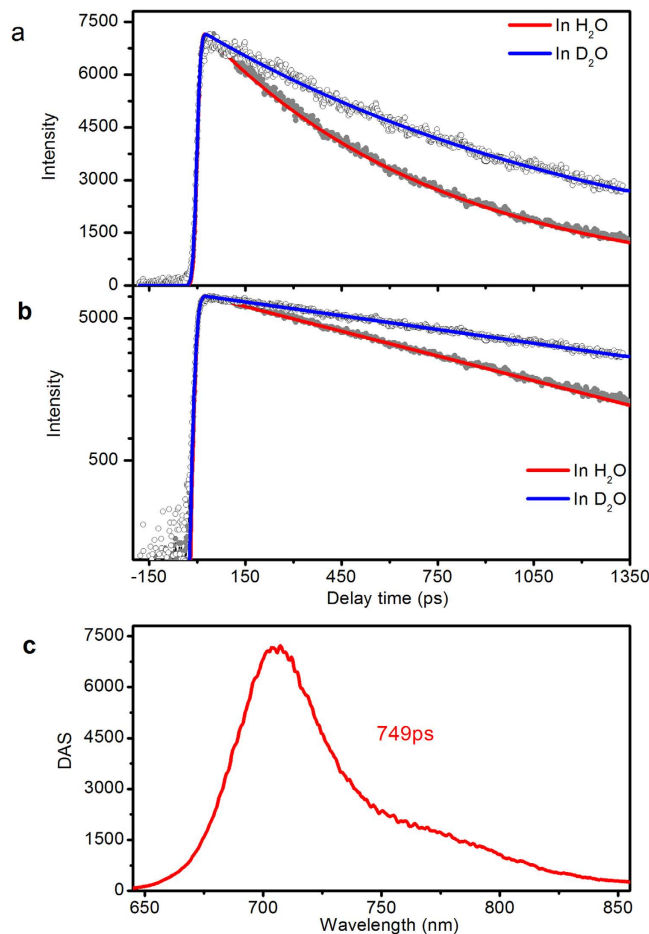 a
7500
6000
4500
3000
1500
0
Intensity
In H₂O
In D₂O
b
5000
500
Intensity
In H₂O
In D₂O
-150 150 450 750 1050 1350
Delay time (ps)
c
7500
6000
4500
3000
1500
0
DAS
749ps
650 700 750 800 850
Wavelength (nm)